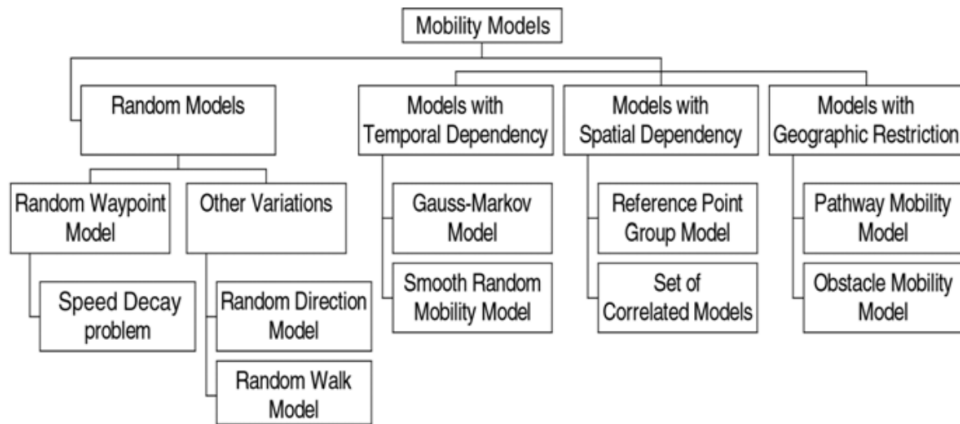 Mobility Models
Random Models
Models with
Temporal Dependency
Models with
Spatial Dependency
Models with
Geographic Restriction
Random Waypoint
Model
Other Variations
Gauss-Markov
Model
Reference Point
Group Model
Pathway Mobility
Model
Speed Decay
problem
Random Direction
Model
Smooth Random
Mobility Model
Set of
Correlated Models
Obstacle Mobility
Model
Random Walk
Model